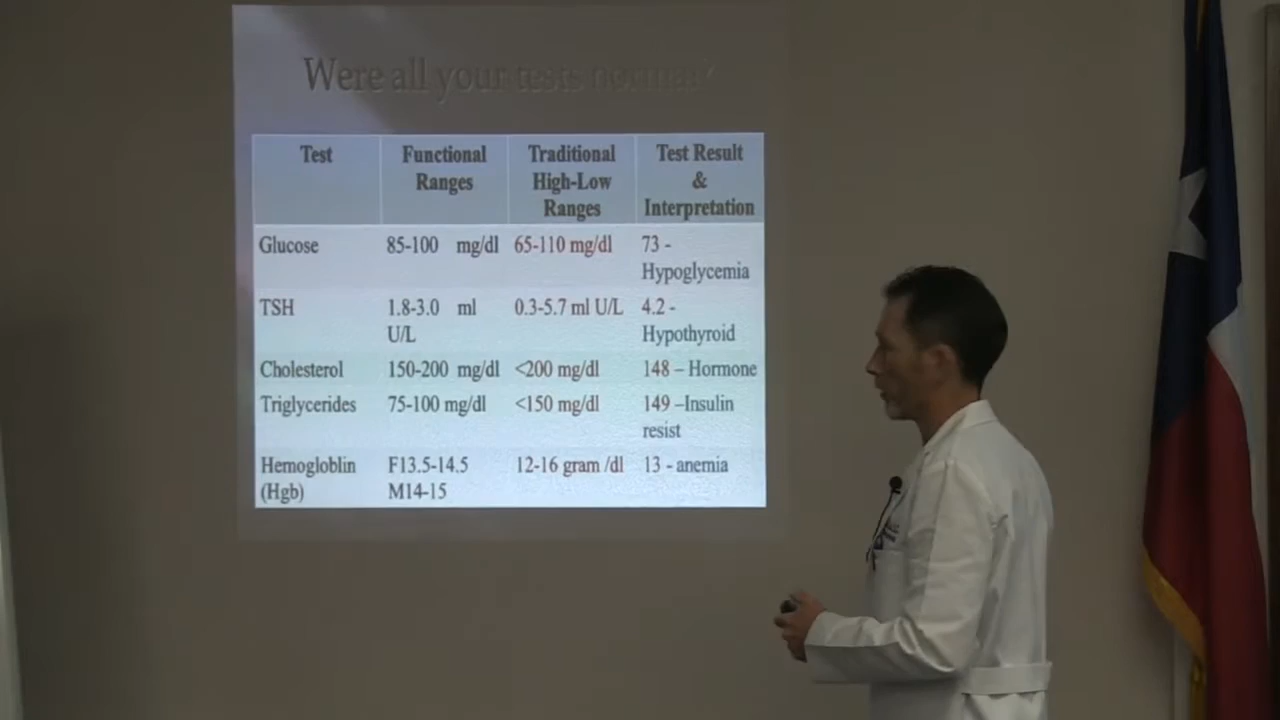 Were all your tests normal?
Test
Functional
Ranges
Traditional
High-Low
Ranges
Test Result
&
Interpretation
Glucose
85-100 mg/dl
65-110 mg/dl
73 -
Hypoglycemia
TSH
1.8-3.0 ml
U/L
0.3-5.7 ml U/L
4.2 -
Hypothyroid
Cholesterol
150-200 mg/dl
<200 mg/dl
148 – Hormone
Triglycerides
75-100 mg/dl
<150 mg/dl
149 –Insulin
resist
Hemogloblin
(Hgb)
F13.5-14.5
M14-15
12-16 gram /dl
13 - anemia